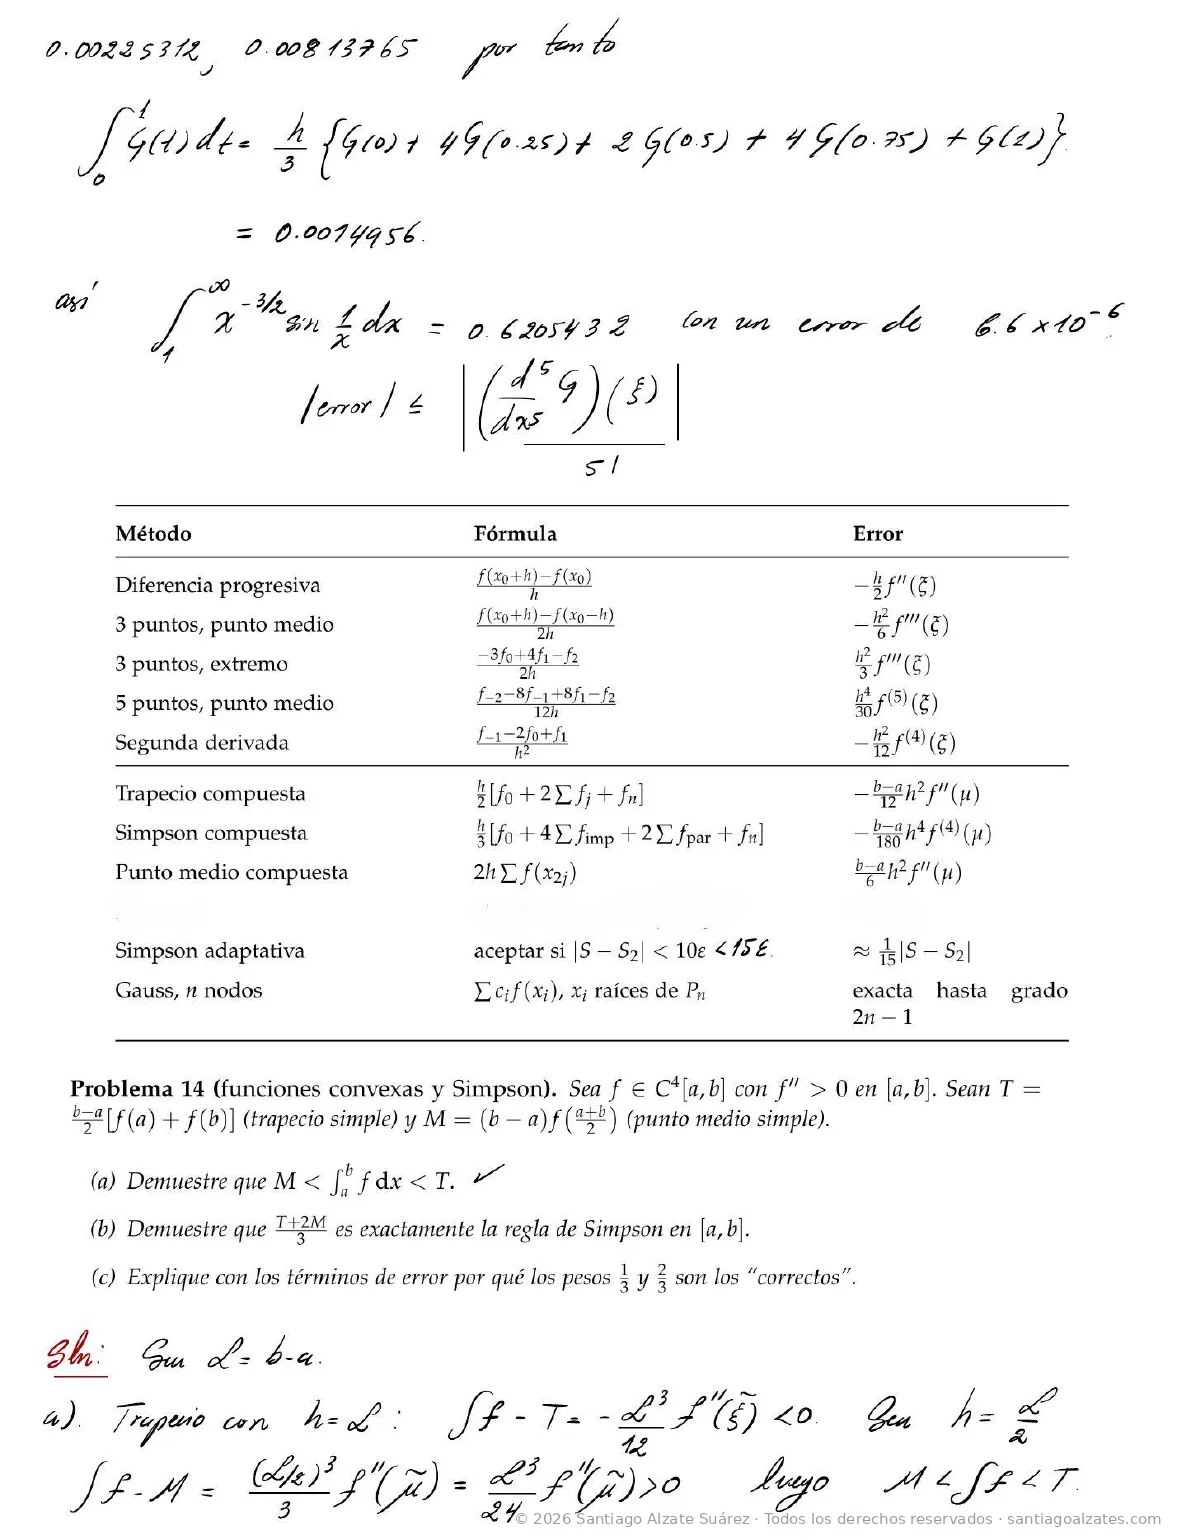 0.00225312, 0.00813765 por tanto
∫_0^1 G(t)dt = h/3 {G(0) + 4G(0.25) + 2G(0.5) + 4G(0.75) + G(1)}.
= 0.0014956.
así ∫_1^∞ x^{-3/2} sin 1/x dx = 0.6205432 con un error de 6.6 x10^{-6}.
|error| ≤ |(d^5/dx^5 G)(ξ)| / 5!
Método Fórmula Error
Diferencia progresiva f(x₀+h)−f(x₀)/h −h/2 f″(ξ)
3 puntos, punto medio f(x₀+h)−f(x₀−h)/2h −h²/6 f‴(ξ)
3 puntos, extremo −3f₀+4f₁−f₂/2h h²/3 f‴(ξ)
5 puntos, punto medio f₋₂−8f₋₁+8f₁−f₂/12h h⁴/30 f⁽⁵⁾(ξ)
Segunda derivada f₋₁−2f₀+f₁/h² −h²/12 f⁽⁴⁾(ξ)
Trapecio compuesta h/2 [f₀ + 2∑fⱼ + fₙ] −b−a/12 h² f″(μ)
Simpson compuesta h/3 [f₀ + 4∑f_imp + 2∑f_par + fₙ] −b−a/180 h⁴ f⁽⁴⁾(μ)
Punto medio compuesta 2h∑f(x₂ⱼ) b−a/6 h² f″(μ)
Simpson adaptativa aceptar si |S − S₂| < 10ε <15ε. ≈ 1/15|S − S₂|
Gauss, n nodos ∑cᵢf(xᵢ), xᵢ raíces de Pₙ exacta hasta grado
2n − 1
Problema 14 (funciones convexas y Simpson). Sea f ∈ C⁴[a, b] con f″ > 0 en [a, b]. Sean T =
b−a/2 [f(a) + f(b)] (trapecio simple) y M = (b − a)f(a+b/2) (punto medio simple).
(a) Demuestre que M < ∫_a^b f dx < T. ✓
(b) Demuestre que T+2M/3 es exactamente la regla de Simpson en [a, b].
(c) Explique con los términos de error por qué los pesos 1/3 y 2/3 son los “correctos”.
Sln: Sea L = b-a.
a). Trapecio con h=L : ∫f - T = - L³/12 f″(ξ̃) <0. Sea h= L/2
∫f - M = (L/2)³/3 f″(μ̃) = L³/24 f″(μ̃)>0 luego M < ∫f < T.
© 2026 Santiago Alzate Suárez · Todos los derechos reservados · santiagoalzates.com